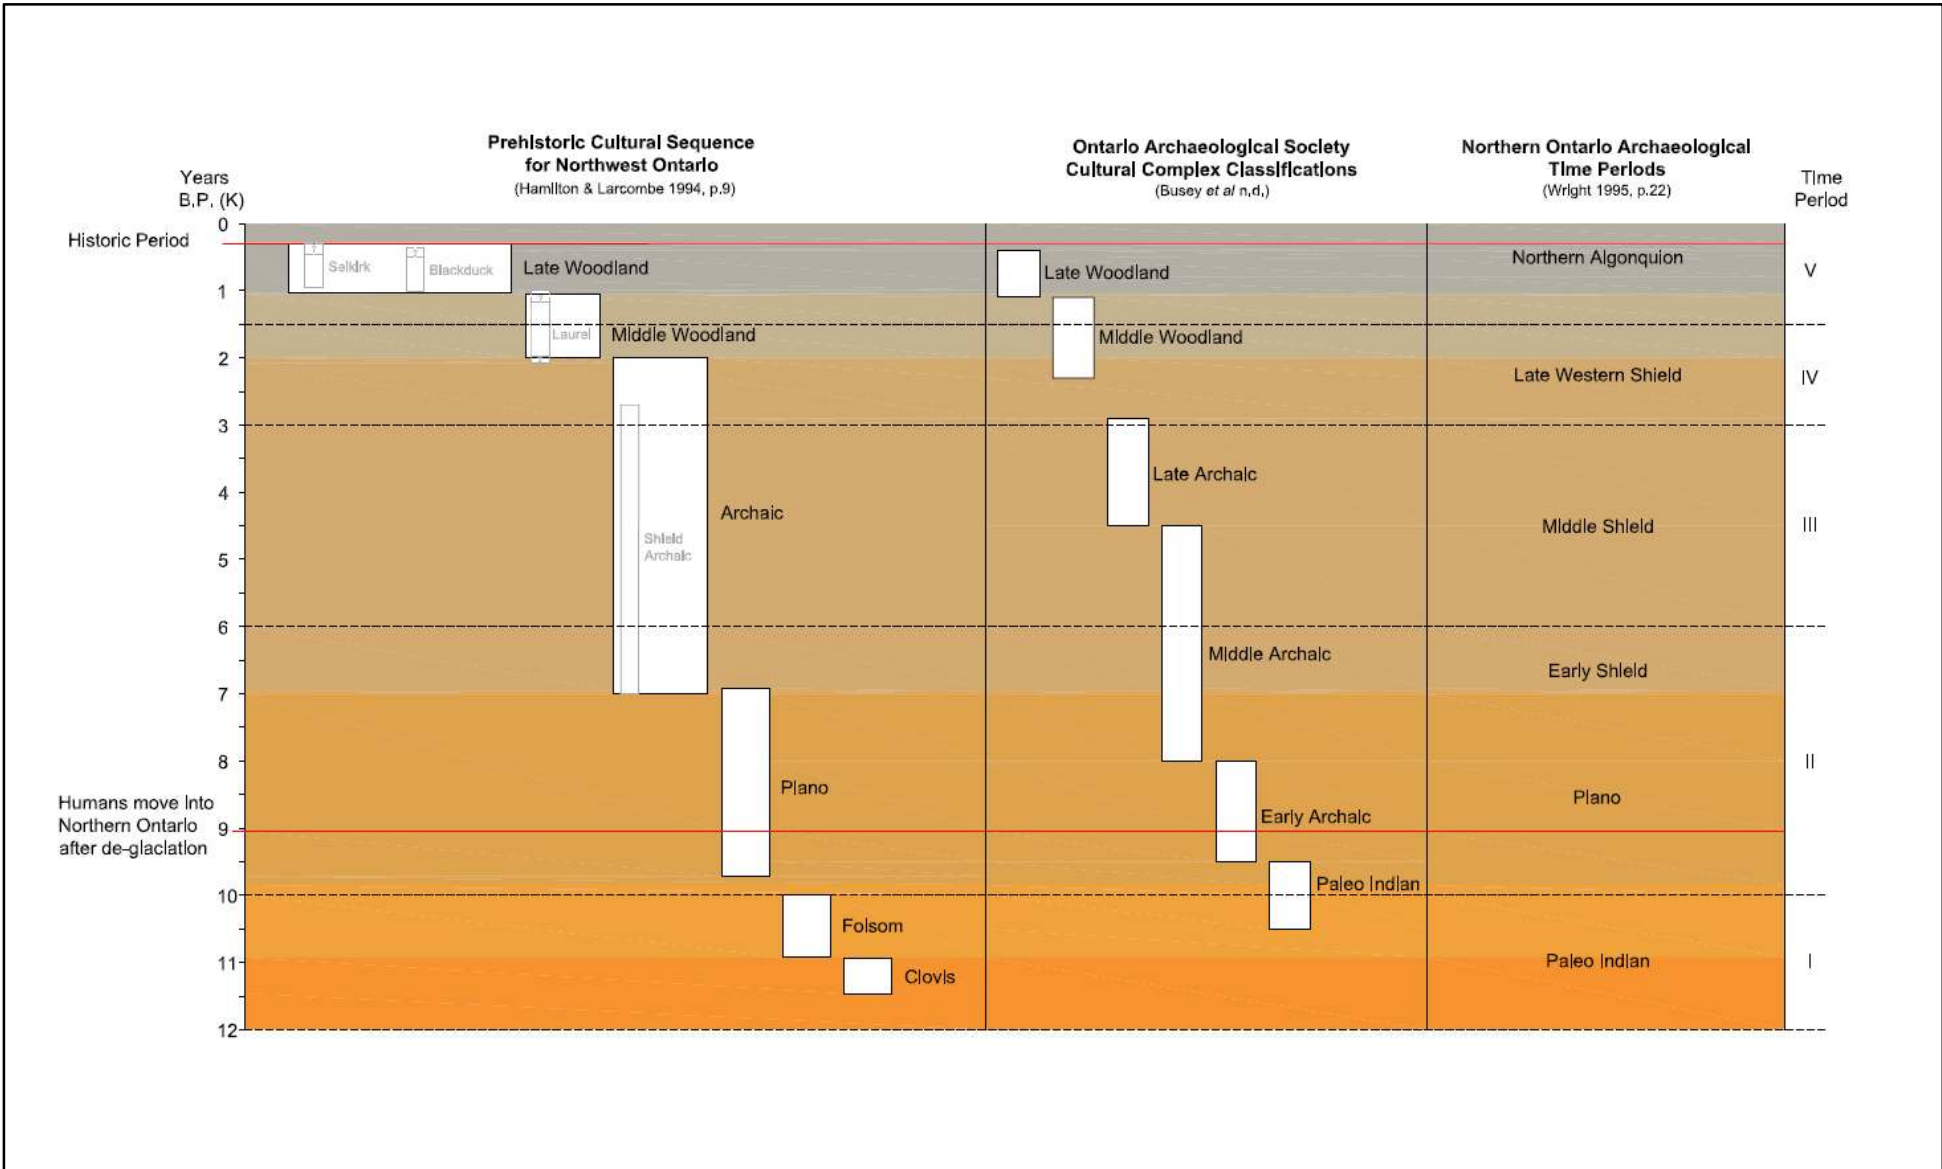 Prehistoric Cultural Sequence
for Northwest Ontario
(Hamilton & Larcombe 1994, p.9)
Ontario Archaeological Society
Cultural Complex Classifications
(Busey et al n.d.)
Northern Ontario Archaeological
Time Periods
(Wright 1995, p.22)
Years
B.P. (K)
Time
Period
0
Historic Period
?
Selkirk
?
Blackduck
Late Woodland
Late Woodland
Northern Algonquion
V
1
?
Laurel
Middle Woodland
Middle Woodland
2
Late Western Shield
IV
3
Late Archaic
4
Archaic
Shield
Archaic
Middle Shield
III
5
6
Middle Archaic
Early Shield
7
8
II
Plano
Plano
Humans move into
Northern Ontario
after de-glaciation
9
Early Archaic
Paleo Indian
10
Folsom
11
Clovis
Paleo Indian
I
12